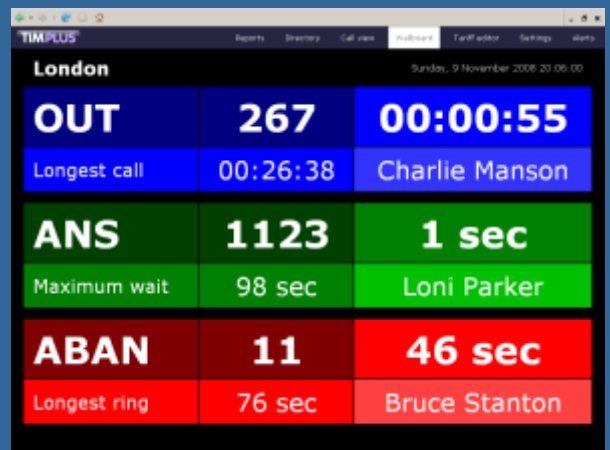 TIMPLUS Reports Directory Call view Wallboard Tariff editor Settings Alerts
London Sunday, 9 November 2008 20:06:00
OUT 267 00:00:55
Longest call 00:26:38 Charlie Manson
ANS 1123 1 sec
Maximum wait 98 sec Loni Parker
ABAN 11 46 sec
Longest ring 76 sec Bruce Stanton